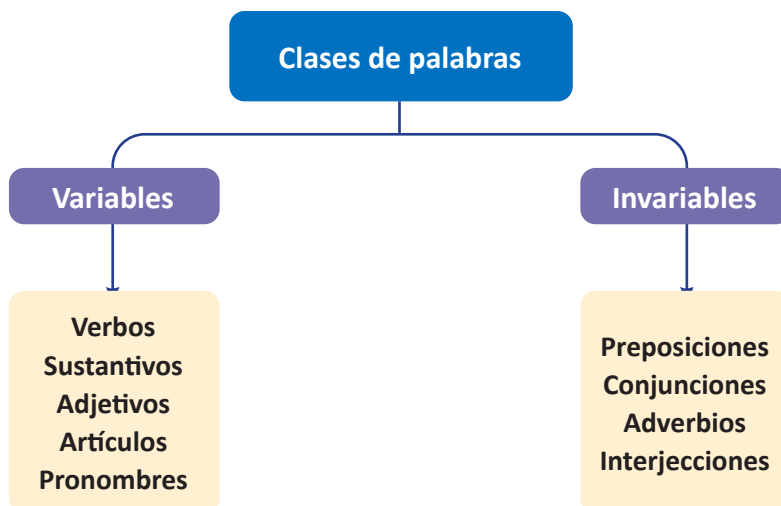 Clases de palabras
Variables
Invariables
Verbos
Sustantivos
Adjetivos
Artículos
Pronombres
Preposiciones
Conjunciones
Adverbios
Interjecciones